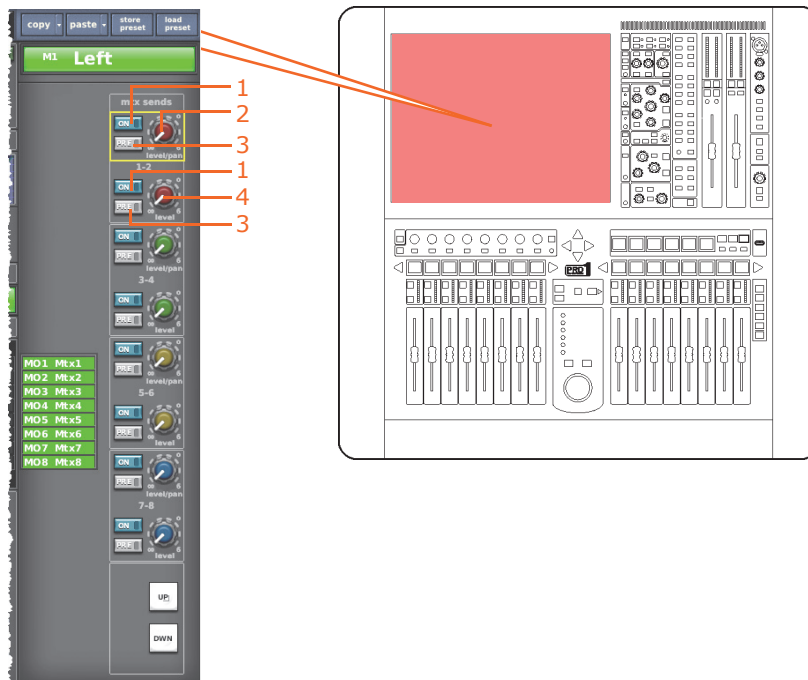 copy paste store preset load preset
M1 Left
mtx sends
1
ON 2
PRE 3
level/pan
1-2
1
ON
PRE 4
level 3
ON
PRE
level/pan
3-4
ON
PRE
level
ON
PRE
level/pan
5-6
ON
PRE
level
ON
PRE
level/pan
7-8
ON
PRE
level
MO1 Mtx1
MO2 Mtx2
MO3 Mtx3
MO4 Mtx4
MO5 Mtx5
MO6 Mtx6
MO7 Mtx7
MO8 Mtx8
UP
DWN
PRO1